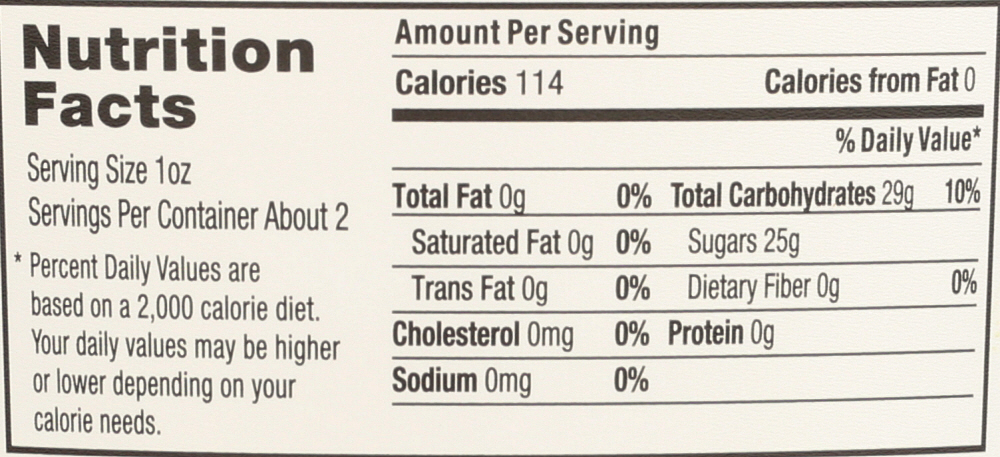 Nutrition
Facts
Serving Size 1oz
Servings Per Container About 2
* Percent Daily Values are
based on a 2,000 calorie diet.
Your daily values may be higher
or lower depending on your
calorie needs.
Amount Per Serving
Calories 114 Calories from Fat 0
% Daily Value*
Total Fat 0g 0% Total Carbohydrates 29g 10%
Saturated Fat 0g 0% Sugars 25g
Trans Fat 0g 0% Dietary Fiber 0g 0%
Cholesterol 0mg 0% Protein 0g
Sodium 0mg 0%